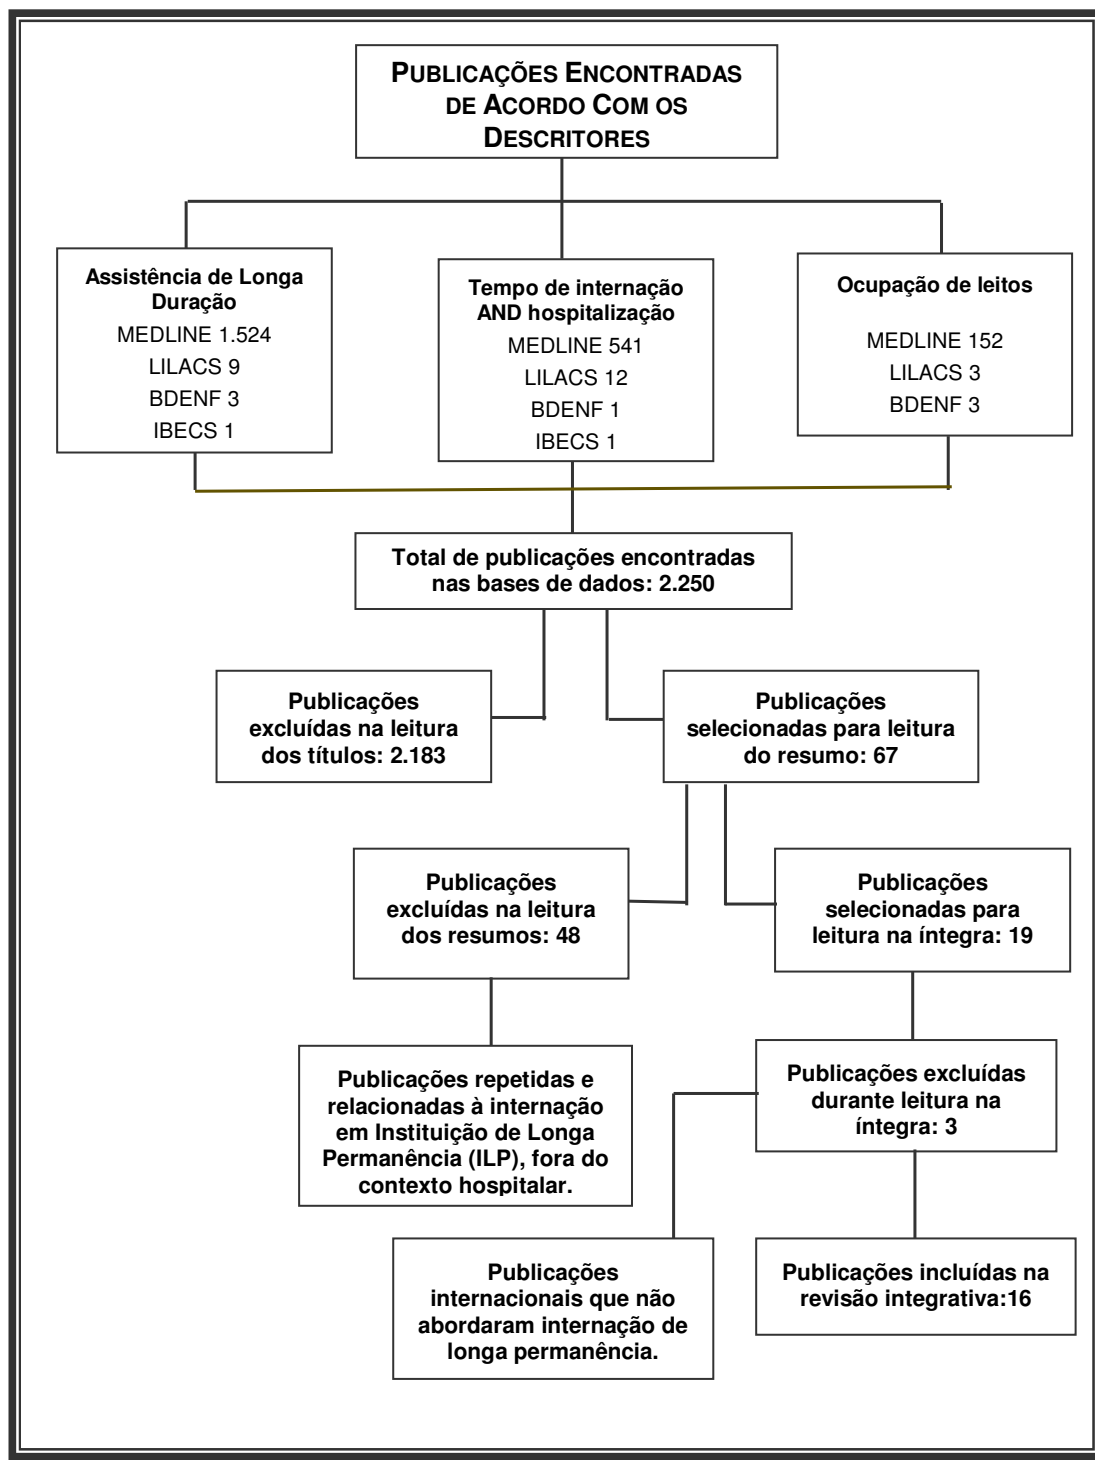 PUBLICAÇÕES ENCONTRADAS
DE ACORDO COM OS
DESCRITORES
Assistência de Longa
Duração
MEDLINE 1.524
LILACS 9
BDENF 3
IBECS 1
Tempo de internação
AND hospitalização
MEDLINE 541
LILACS 12
BDENF 1
IBECS 1
Ocupação de leitos
MEDLINE 152
LILACS 3
BDENF 3
Total de publicações encontradas
nas bases de dados: 2.250
Publicações
excluídas na leitura
dos títulos: 2.183
Publicações
selecionadas para leitura
do resumo: 67
Publicações
excluídas na leitura
dos resumos: 48
Publicações
selecionadas para
leitura na íntegra: 19
Publicações repetidas e
relacionadas à internação
em Instituição de Longa
Permanência (ILP), fora do
contexto hospitalar.
Publicações excluídas
durante leitura na
íntegra: 3
Publicações
internacionais que não
abordaram internação de
longa permanência.
Publicações incluídas na
revisão integrativa:16